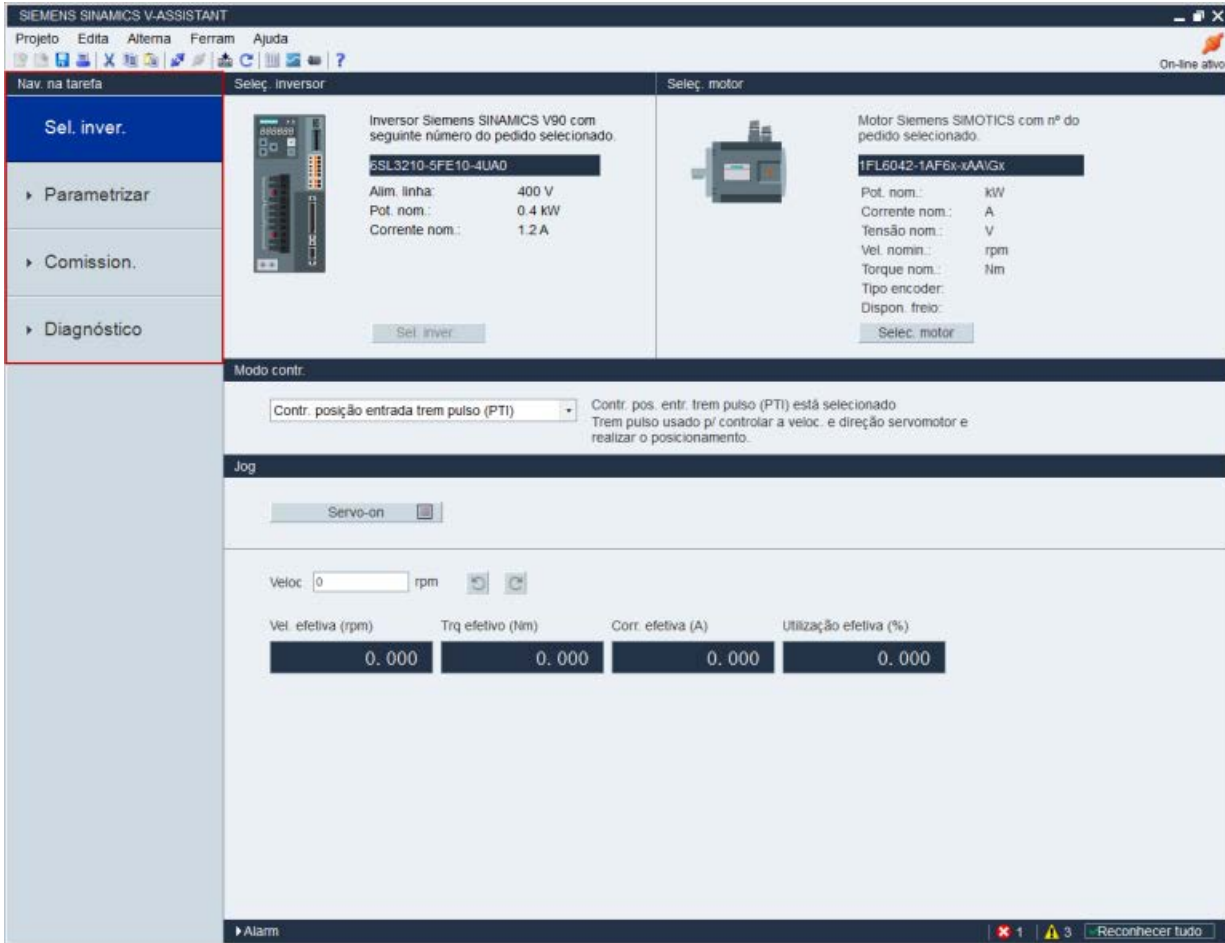 SIEMENS SINAMICS V-ASSISTANT
Projeto Edita Alterna Ferram Ajuda
On-line ativo
Nav. na tarefa
Sel. inver.
Parametrizar
Comission.
Diagnóstico
Seleç. inversor
Inversor Siemens SINAMICS V90 com
seguinte número do pedido selecionado.
6SL3210-5FE10-4UA0
Alim. linha: 400 V
Pot. nom.: 0.4 kW
Corrente nom.: 1.2 A
Sel. inver.
Seleç. motor
Motor Siemens SIMOTICS com nº do
pedido selecionado.
1FL6042-1AF6x-xAA\Gx
Pot. nom.: kW
Corrente nom.: A
Tensão nom.: V
Vel. nomin.: rpm
Torque nom.: Nm
Tipo encoder:
Dispon. freio:
Selec. motor
Modo contr.
Contr. posição entrada trem pulso (PTI)
Contr. pos. entr. trem pulso (PTI) está selecionado
Trem pulso usado p/ controlar a veloc. e direção servomotor e
realizar o posicionamento.
Jog
Servo-on
Veloc. 0 rpm
Vel. efetiva (rpm) Trq efetivo (Nm) Corr. efetiva (A) Utilização efetiva (%)
0.000 0.000 0.000 0.000
Alarm 1 3 Reconhecer tudo